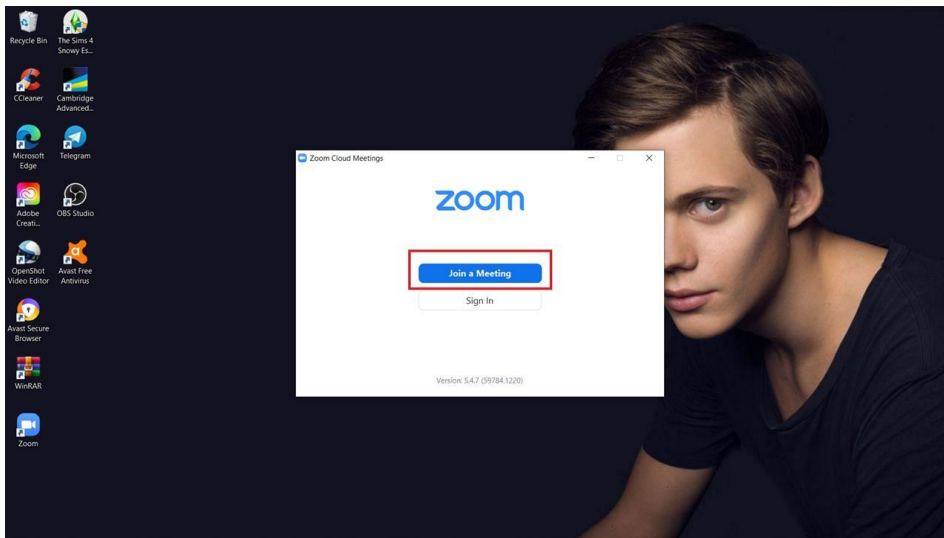 Recycle Bin
The Sims 4
Snowy Es...
CCleaner
Cambridge
Advanced...
Microsoft
Edge
Telegram
Adobe
Creati...
OBS Studio
OpenShot
Video Editor
Avast Free
Antivirus
Avast Secure
Browser
WinRAR
Zoom
Zoom Cloud Meetings
zoom
Join a Meeting
Sign In
Version: 5.4.7 (59784.1220)